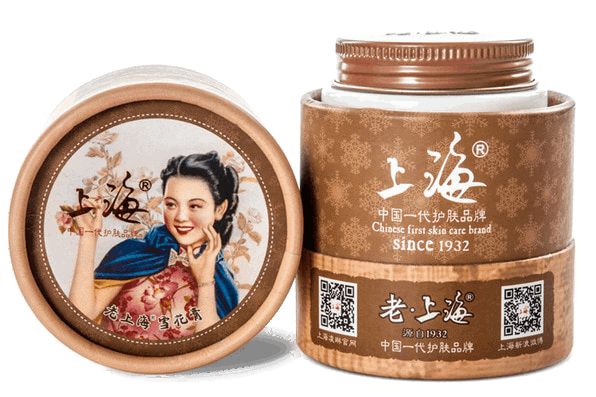 上海®
中国一代护肤品牌
老上海®雪花膏
上海®
中国一代护肤品牌
Chinese first skin care brand
since 1932
老·上海®
源自1932
中国一代护肤品牌
上海凌琳官网
上海新浪微博